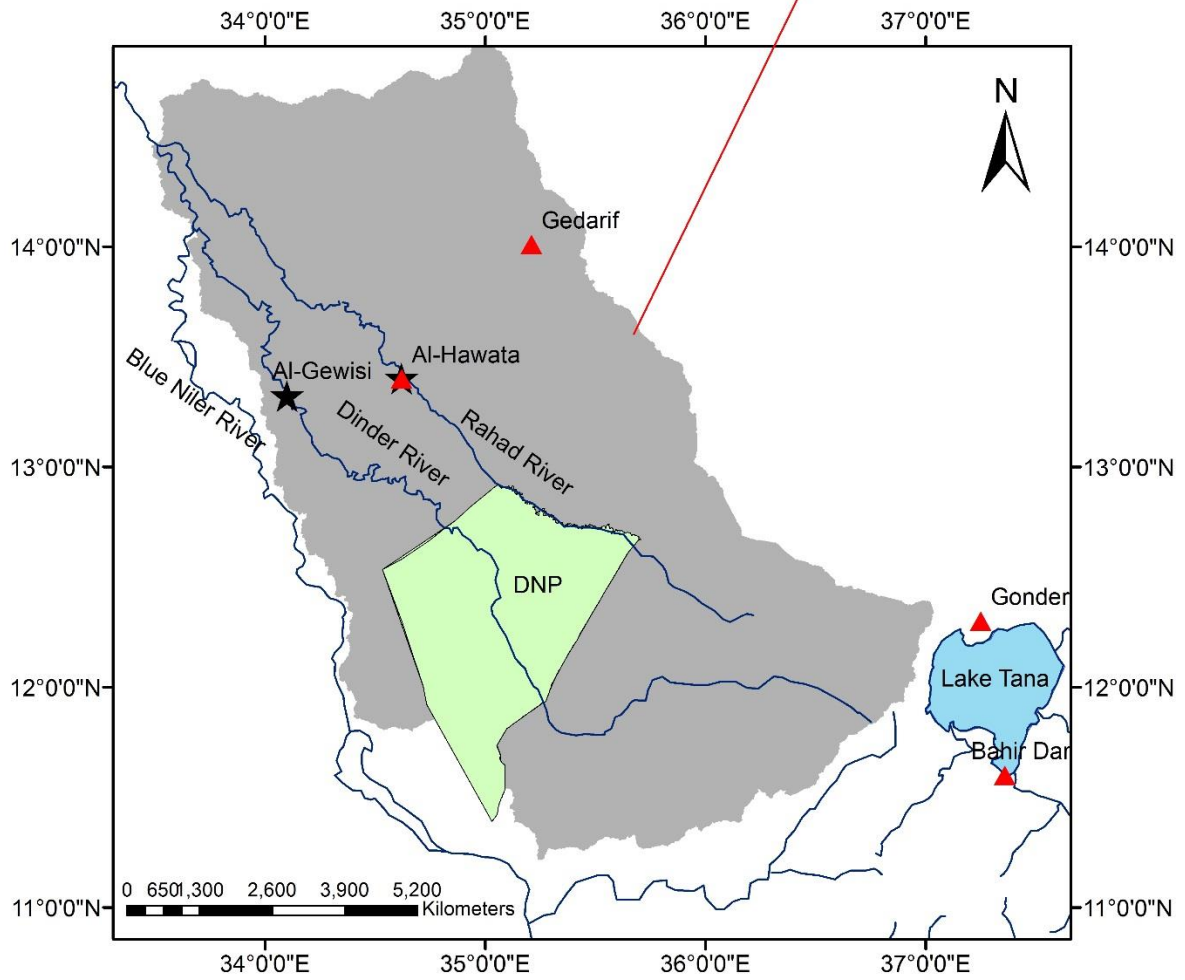 34°0'0"E 35°0'0"E 36°0'0"E 37°0'0"E
N
Gedarif
14°0'0"N 14°0'0"N
Al-Hawata
Al-Gewisi
Blue Niler River
Dinder River
Rahad River
13°0'0"N 13°0'0"N
DNP
Gonder
Lake Tana
12°0'0"N 12°0'0"N
Bahir Dar
0 650 1,300 2,600 3,900 5,200
Kilometers
11°0'0"N 11°0'0"N
34°0'0"E 35°0'0"E 36°0'0"E 37°0'0"E